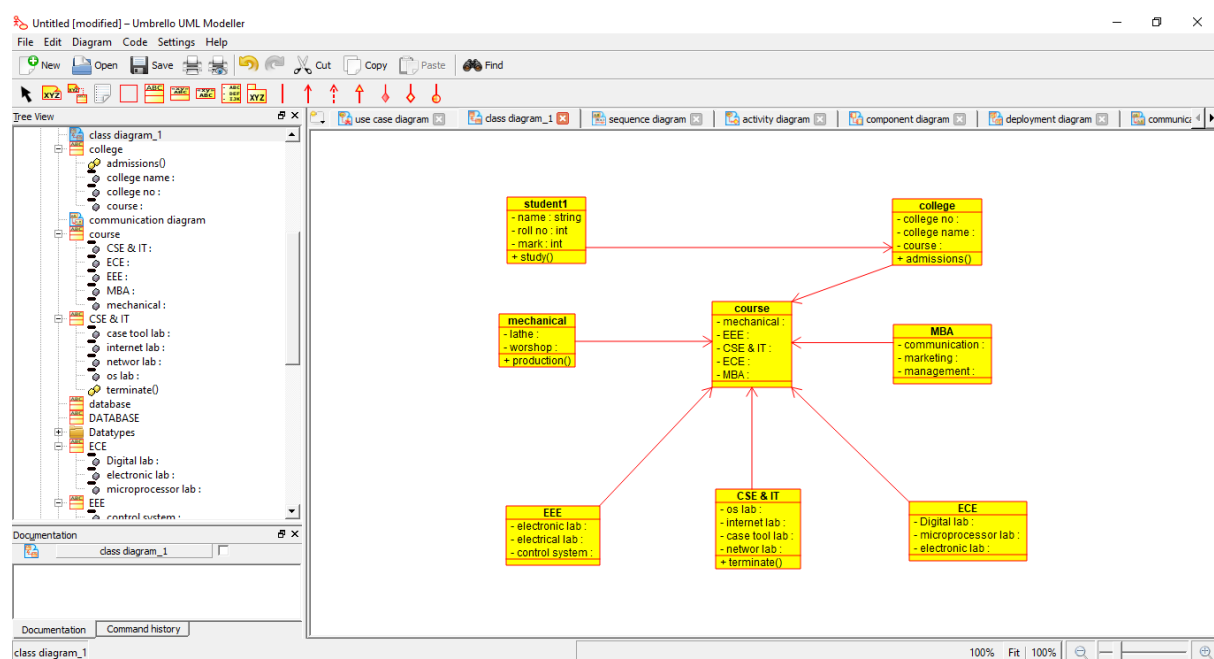 Untitled [modified] – Umbrello UML Modeller
File Edit Diagram Code Settings Help
New Open Save Cut Copy Paste Find
Tree View
use case diagram class diagram_1 sequence diagram activity diagram component diagram deployment diagram communica
class diagram_1
college
admissions()
college name :
college no :
course :
communication diagram
course
CSE & IT :
ECE :
EEE :
MBA :
mechanical :
CSE & IT
case tool lab :
internet lab :
networ lab :
os lab :
terminate()
database
DATABASE
Datatypes
ECE
Digital lab :
electronic lab :
microprocessor lab :
EEE
control system :
student1
- name : string
- roll no : int
- mark : int
+ study()
college
- college no :
- college name :
- course :
+ admissions()
mechanical
- lathe :
- worshop :
+ production()
course
- mechanical :
- EEE :
- CSE & IT :
- ECE :
- MBA :
MBA
- communication :
- marketing :
- management :
EEE
- electronic lab :
- electrical lab :
- control system :
CSE & IT
- os lab :
- internet lab :
- case tool lab :
- networ lab :
+ terminate()
ECE
- Digital lab :
- microprocessor lab :
- electronic lab :
Documentation
class diagram_1
Documentation Command history
class diagram_1
100% Fit 100%